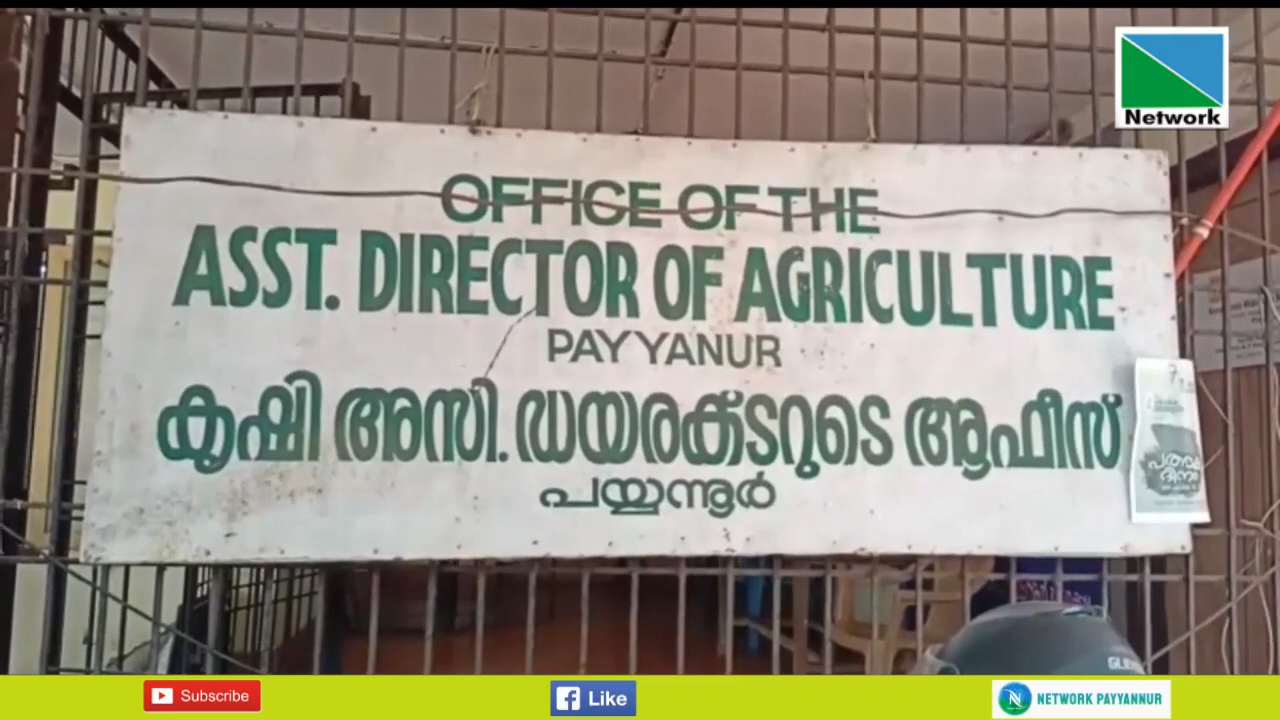 Network
OFFICE OF THE
ASST. DIRECTOR OF AGRICULTURE
PAYYANUR
കൃഷി അസി. ഡയരക്ടറുടെ ആഫീസ്
പയ്യന്നൂർ
Subscribe
Like
NETWORK PAYYANNUR